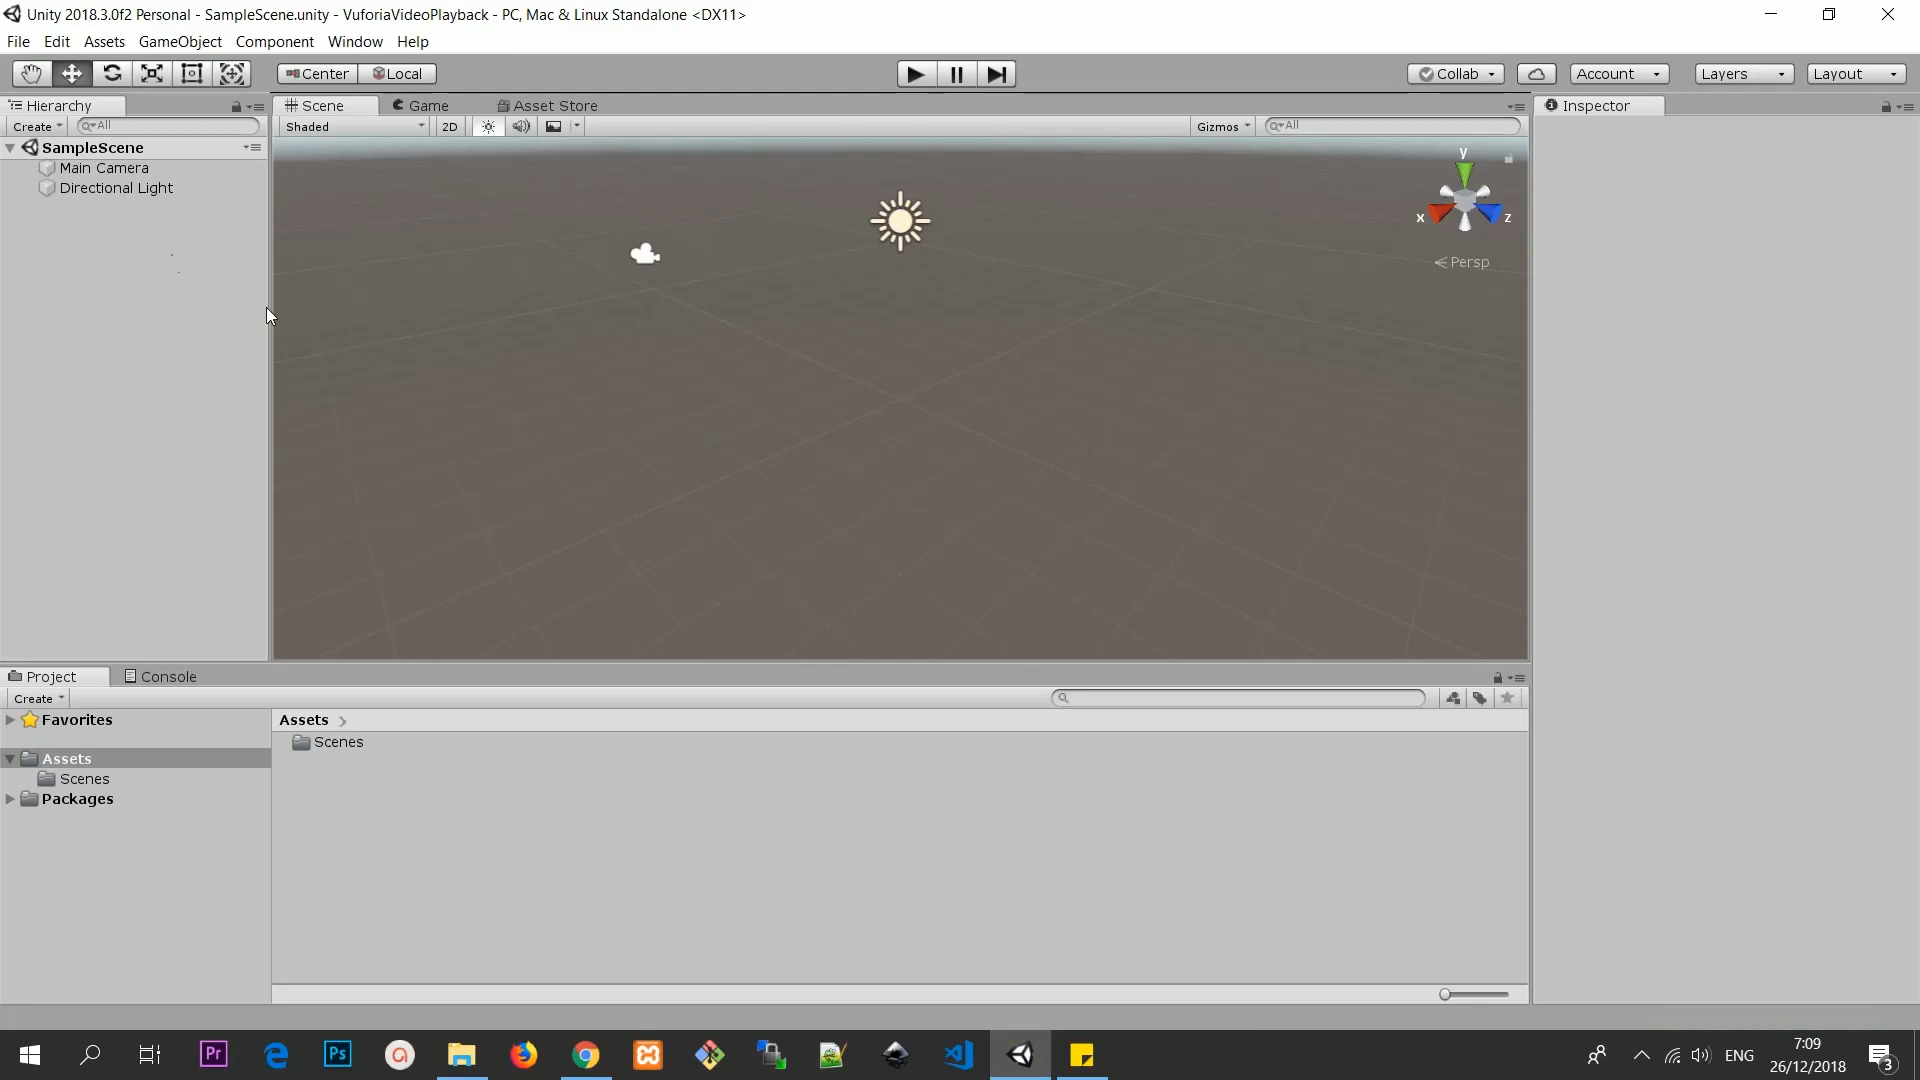 Unity 2018.3.0f2 Personal - SampleScene.unity - VuforiaVideoPlayback - PC, Mac & Linux Standalone <DX11>
File Edit Assets GameObject Component Window Help
Center Local Collab Account Layers Layout
Hierarchy Scene Game Asset Store Inspector
Create All Shaded 2D Gizmos All
SampleScene
Main Camera
Directional Light
y
x z
Persp
Project Console
Create
Favorites Assets
Scenes
Assets
Scenes
Packages
Pr Ps ENG 7:09
26/12/2018 3